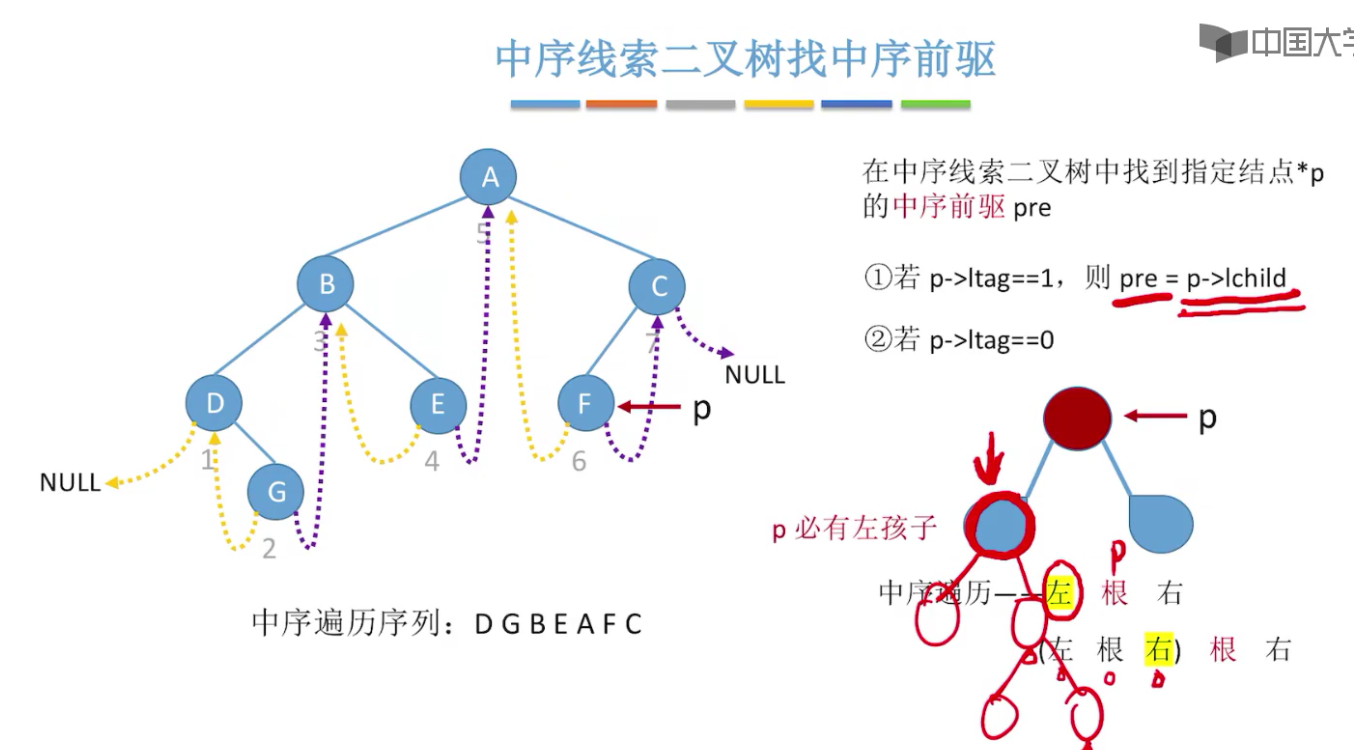 中国大学
中序线索二叉树找中序前驱
A
5
B
C
3
7
NULL
D
E
F
p
1
4
6
NULL
G
2
中序遍历序列：D G B E A F C
在中序线索二叉树中找到指定结点*p
的中序前驱 pre
①若 p->ltag==1，则 pre = p->lchild
②若 p->ltag==0
p
p 必有左孩子
p
中序遍历——左 根 右
(左 根 右) 根 右